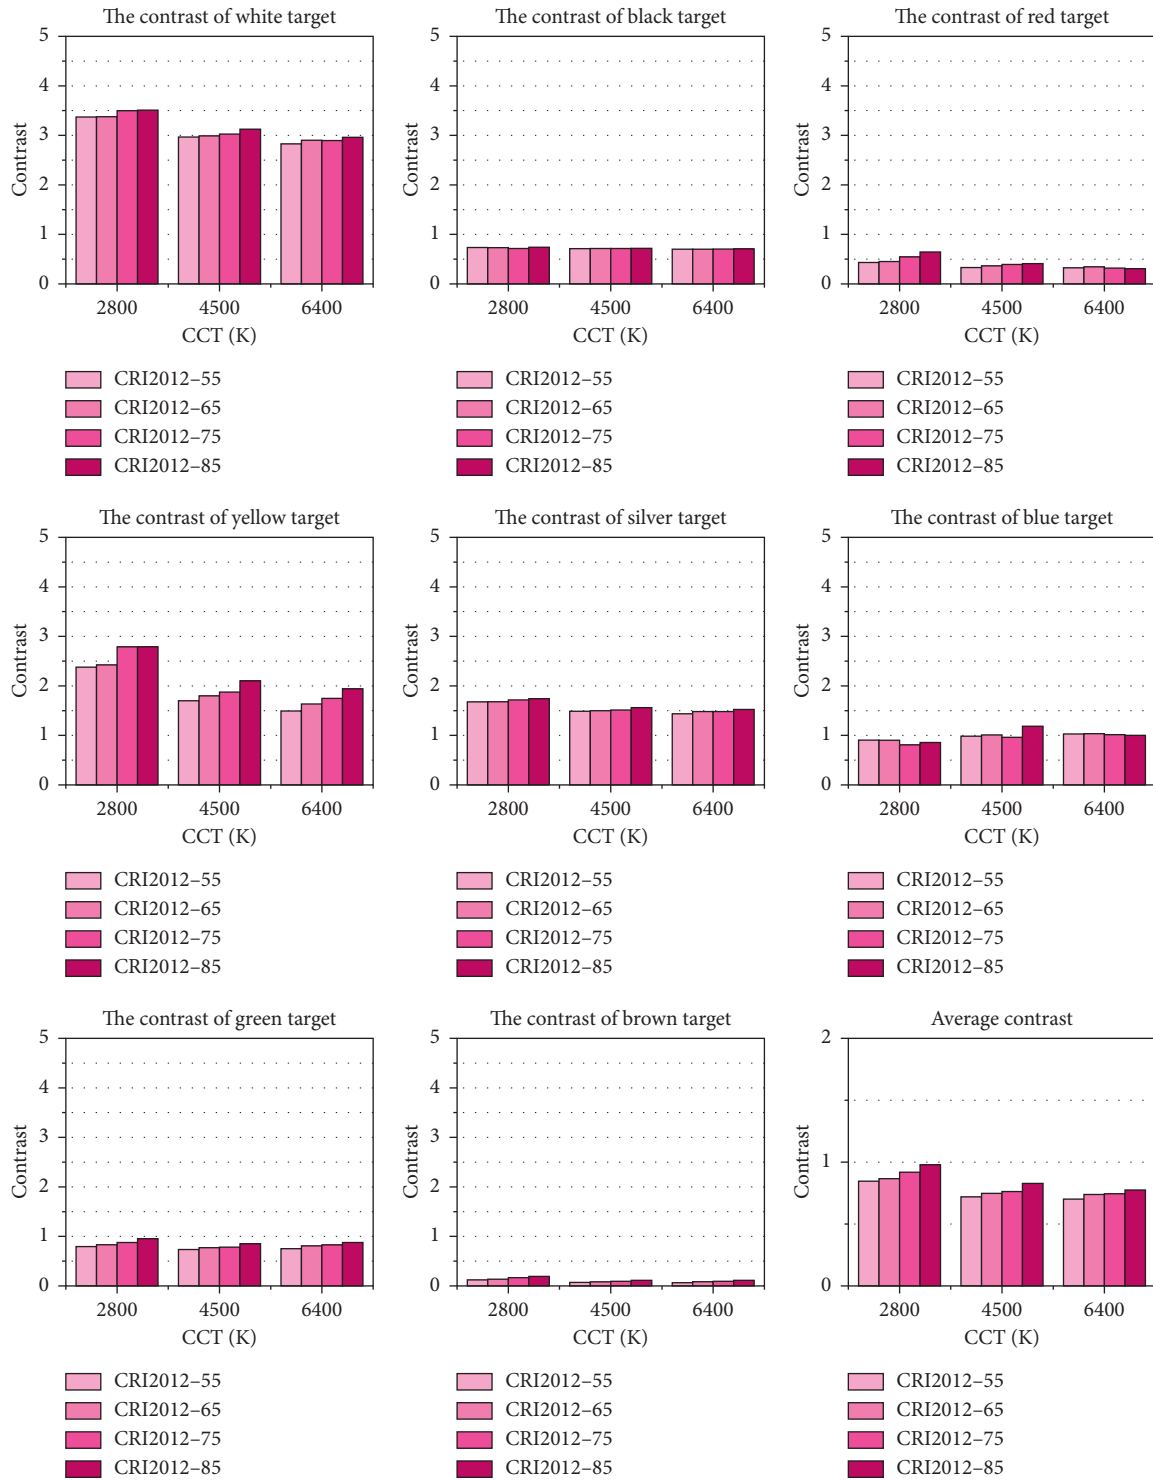 The contrast of white target
5
4
3
2
1
0
Contrast
2800 4500 6400
CCT (K)
CRI2012–55
CRI2012–65
CRI2012–75
CRI2012–85
The contrast of black target
5
4
3
2
1
0
Contrast
2800 4500 6400
CCT (K)
CRI2012–55
CRI2012–65
CRI2012–75
CRI2012–85
The contrast of red target
5
4
3
2
1
0
Contrast
2800 4500 6400
CCT (K)
CRI2012–55
CRI2012–65
CRI2012–75
CRI2012–85
The contrast of yellow target
5
4
3
2
1
0
Contrast
2800 4500 6400
CCT (K)
CRI2012–55
CRI2012–65
CRI2012–75
CRI2012–85
The contrast of silver target
5
4
3
2
1
0
Contrast
2800 4500 6400
CCT (K)
CRI2012–55
CRI2012–65
CRI2012–75
CRI2012–85
The contrast of blue target
5
4
3
2
1
0
Contrast
2800 4500 6400
CCT (K)
CRI2012–55
CRI2012–65
CRI2012–75
CRI2012–85
The contrast of green target
5
4
3
2
1
0
Contrast
2800 4500 6400
CCT (K)
CRI2012–55
CRI2012–65
CRI2012–75
CRI2012–85
The contrast of brown target
5
4
3
2
1
0
Contrast
2800 4500 6400
CCT (K)
CRI2012–55
CRI2012–65
CRI2012–75
CRI2012–85
Average contrast
2
1
0
Contrast
2800 4500 6400
CCT (K)
CRI2012–55
CRI2012–65
CRI2012–75
CRI2012–85